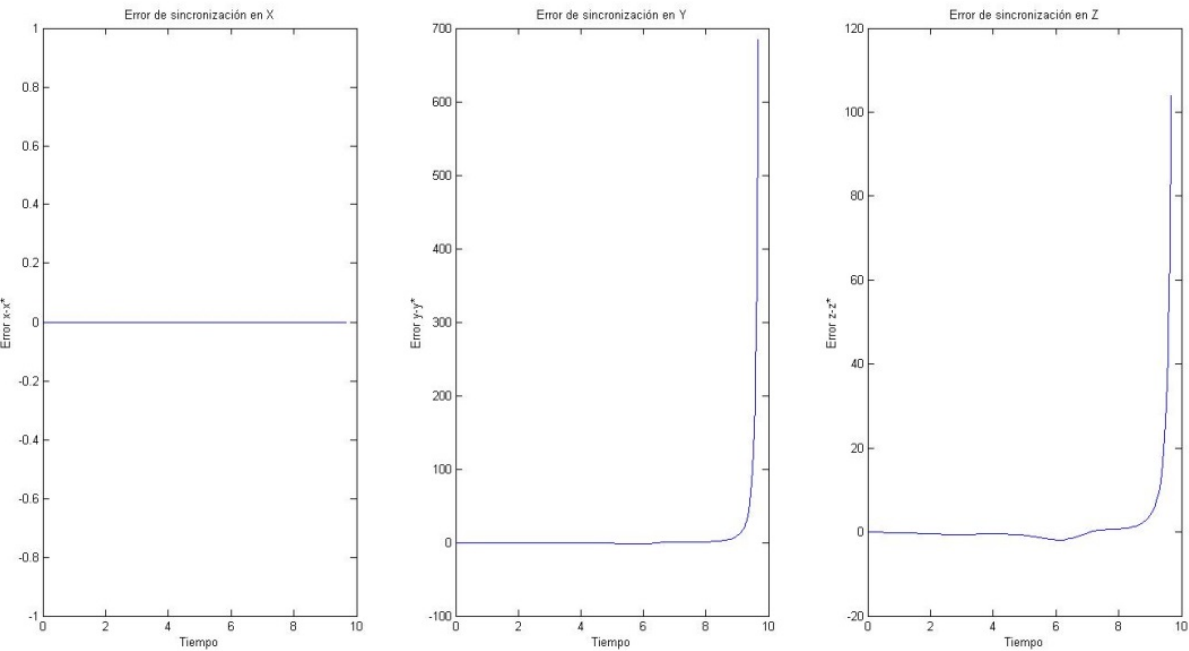 Error de sincronización en X
1
0.8
0.6
0.4
0.2
0
-0.2
-0.4
-0.6
-0.8
-1
0 2 4 6 8 10
Error x-x*
Tiempo
Error de sincronización en Y
700
600
500
400
300
200
100
0
-100
0 2 4 6 8 10
Error y-y*
Tiempo
Error de sincronización en Z
120
100
80
60
40
20
0
-20
0 2 4 6 8 10
Error z-z*
Tiempo